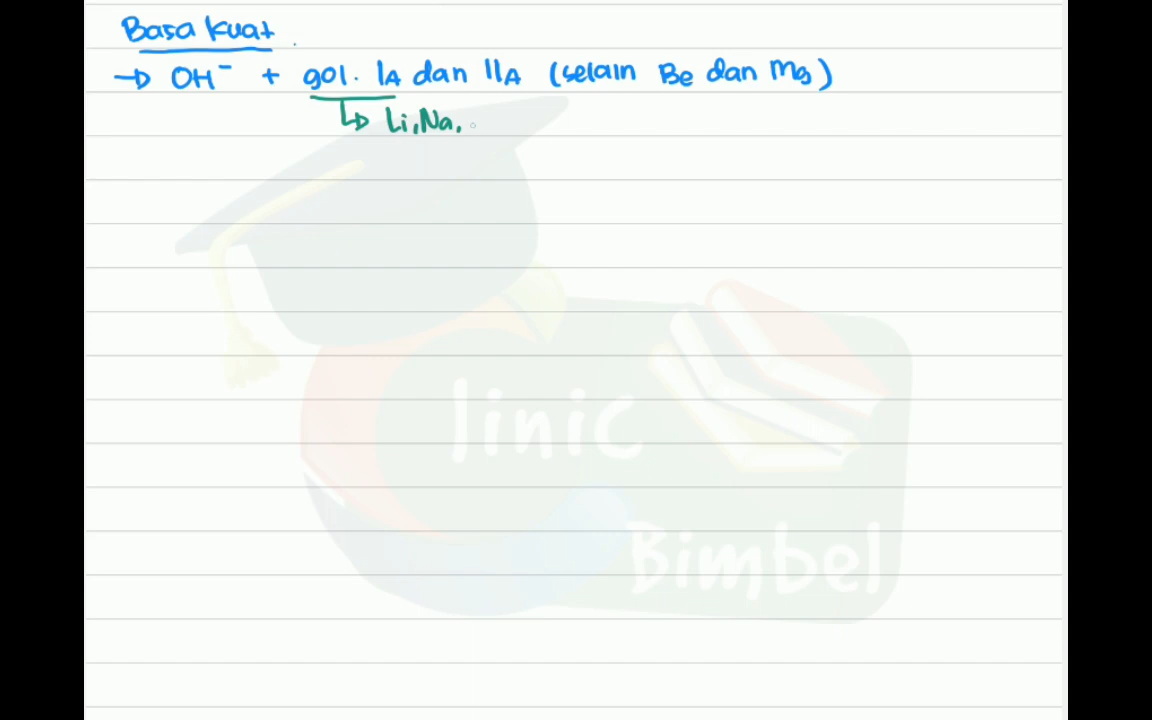 Basa kuat
→ OH⁻ + gol. IA dan IIA (selain Be dan Mg)
↳ Li, Na,
linic
Bimbel